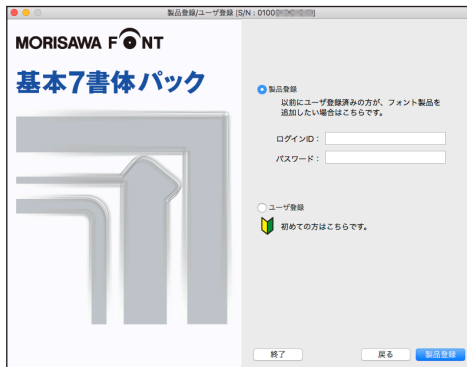 製品登録/ユーザ登録 [S/N : 0100
MORISAWA FONT
基本7書体パック
製品登録
以前にユーザ登録済みの方が、フォント製品を
追加したい場合はこちらです。
ログインID：
パスワード：
ユーザ登録
初めての方はこちらです。
終了
戻る
製品登録